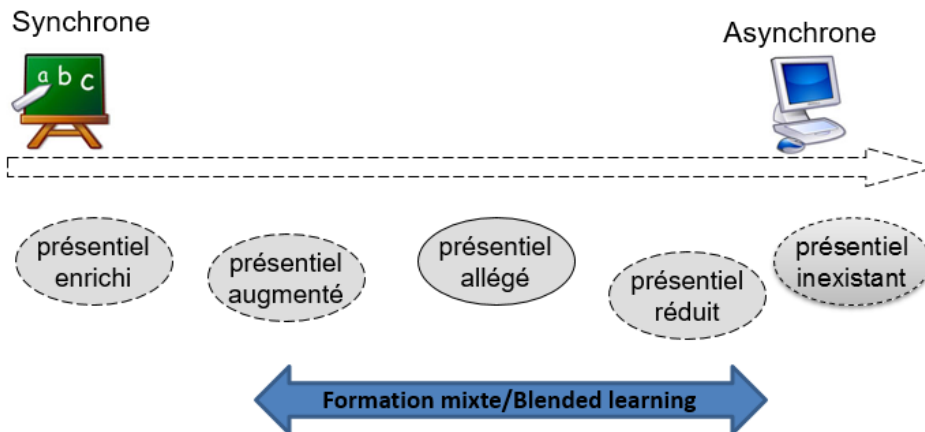 Synchrone
Asynchrone
a b c
présentiel
enrichi
présentiel
augmenté
présentiel
allégé
présentiel
réduit
présentiel
inexistant
Formation mixte/Blended learning